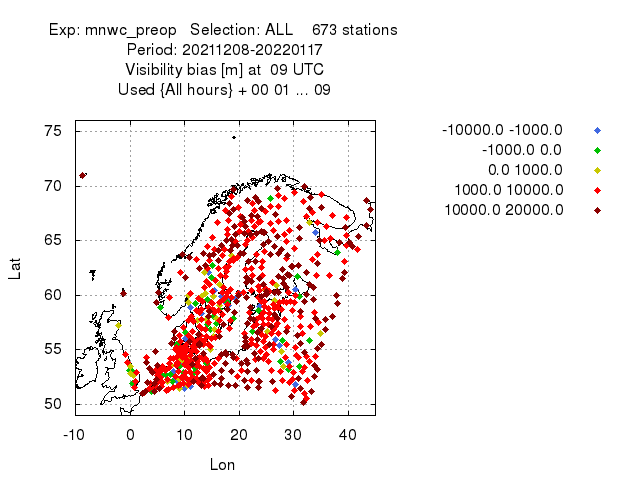 Exp: mnwc_preop   Selection: ALL    673 stations
Period: 20211208-20220117
Visibility bias [m] at  09 UTC
Used {All hours} + 00 01 ... 09
-10000.0 -1000.0
-1000.0 0.0
0.0 1000.0
1000.0 10000.0
10000.0 20000.0
75
70
65
60
55
50
Lat
-10 0 10 20 30 40
Lon